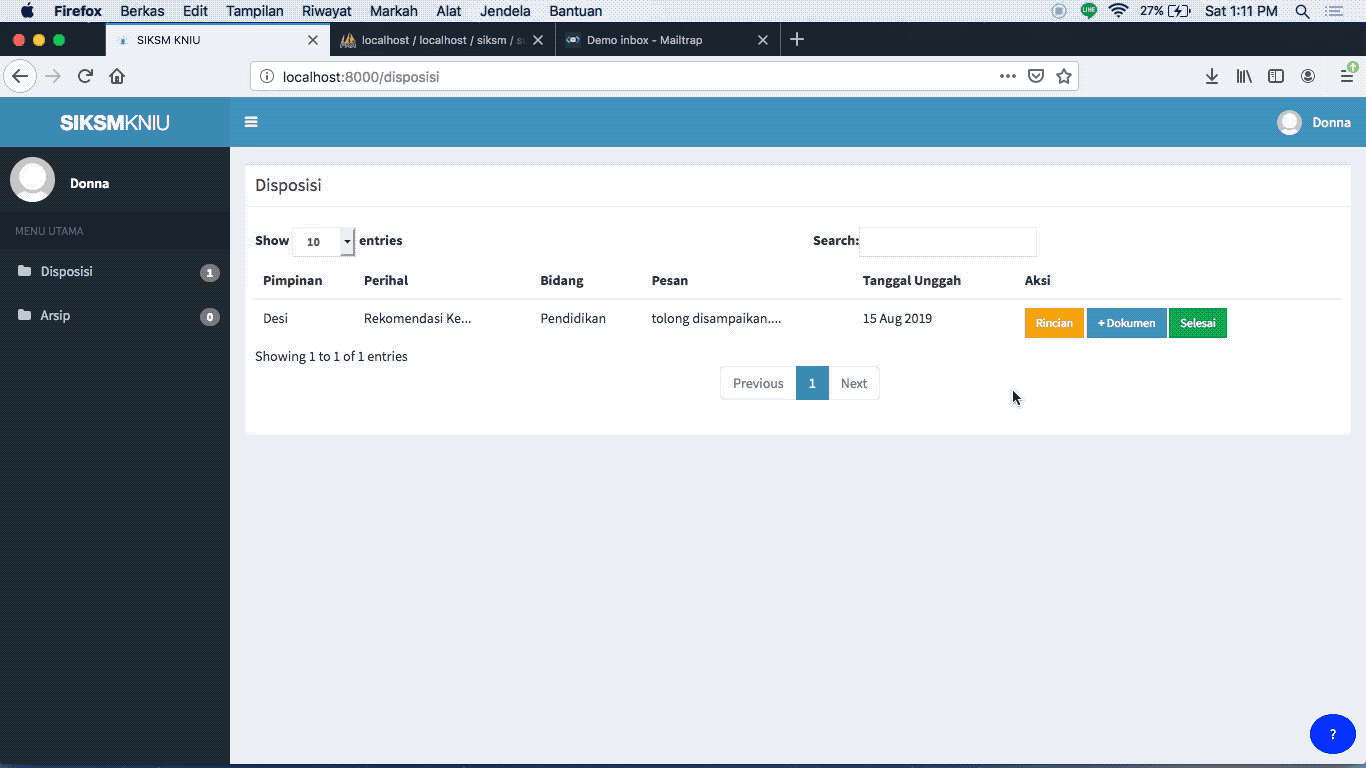 Firefox Berkas Edit Tampilan Riwayat Markah Alat Jendela Bantuan LINE 27% Sat 1:11 PM
SIKSM KNIU localhost / localhost / siksm / Demo inbox - Mailtrap
localhost:8000/disposisi
SIKSMKNIU Donna
Donna
MENU UTAMA
Disposisi 1
Arsip 0
Disposisi
Show 10 entries Search:
Pimpinan Perihal Bidang Pesan Tanggal Unggah Aksi
Desi Rekomendasi Ke... Pendidikan tolong disampaikan.... 15 Aug 2019 Rincian +Dokumen Selesai
Showing 1 to 1 of 1 entries
Previous 1 Next
?